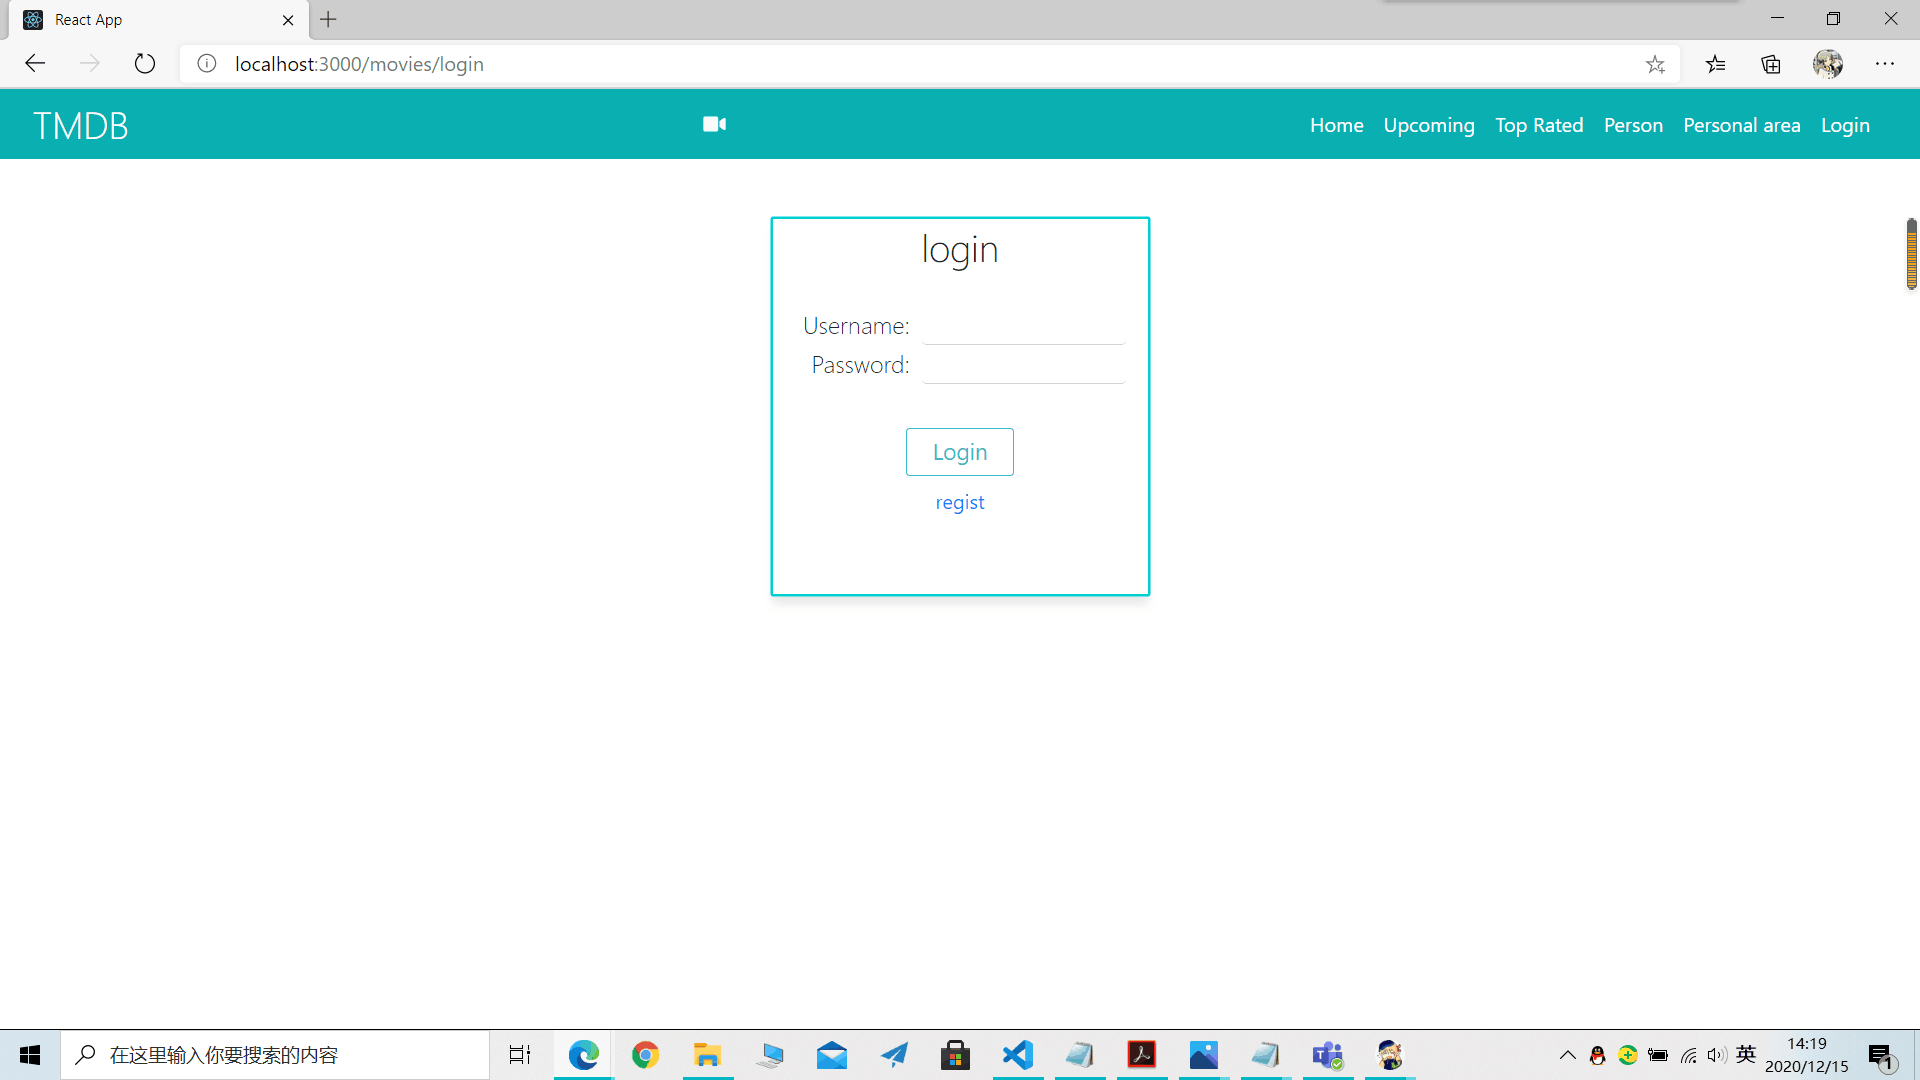 React App
localhost:3000/movies/login
TMDB
Home Upcoming Top Rated Person Personal area Login
login
Username:
Password:
Login
regist
在这里输入你要搜索的内容
英
14:19
2020/12/15
1